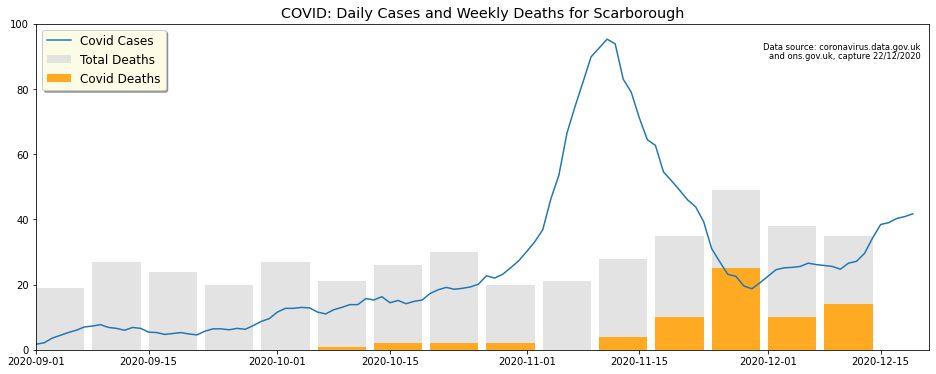 COVID: Daily Cases and Weekly Deaths for Scarborough
100
80
60
40
20
0
Covid Cases
Total Deaths
Covid Deaths
Data source: coronavirus.data.gov.uk
and ons.gov.uk, capture 22/12/2020
2020-09-01
2020-09-15
2020-10-01
2020-10-15
2020-11-01
2020-11-15
2020-12-01
2020-12-15